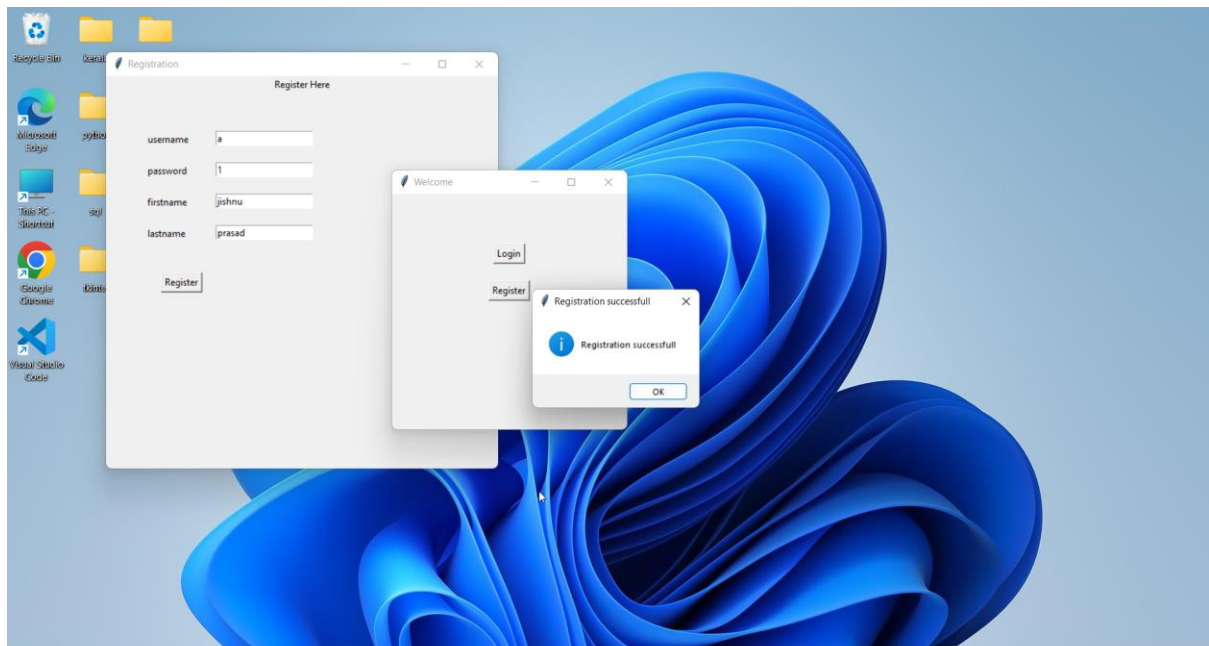 Recycle Bin
Microsoft
Edge
This PC -
Shortcut
sql
Google
Chrome
Visual Studio
Code
Registration
Register Here
username a
password 1
firstname jishnu
lastname prasad
Register
Welcome
Login
Register
Registration successfull
Registration successfull
OK